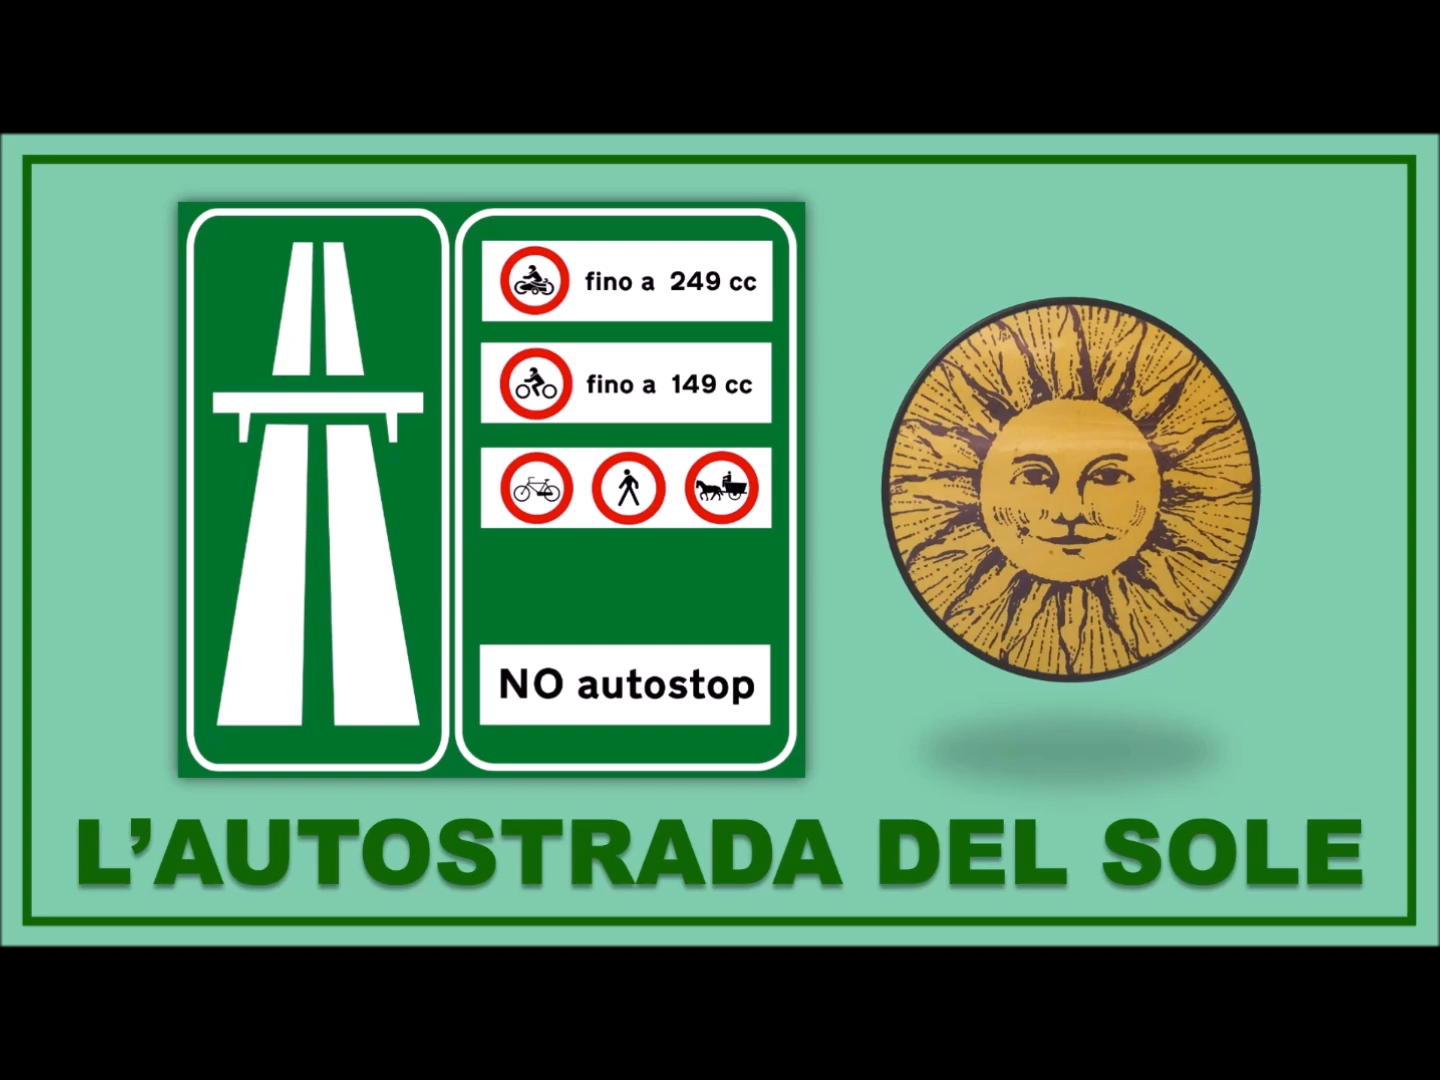 fino a 249 cc
fino a 149 cc
NO autostop
L’AUTOSTRADA DEL SOLE